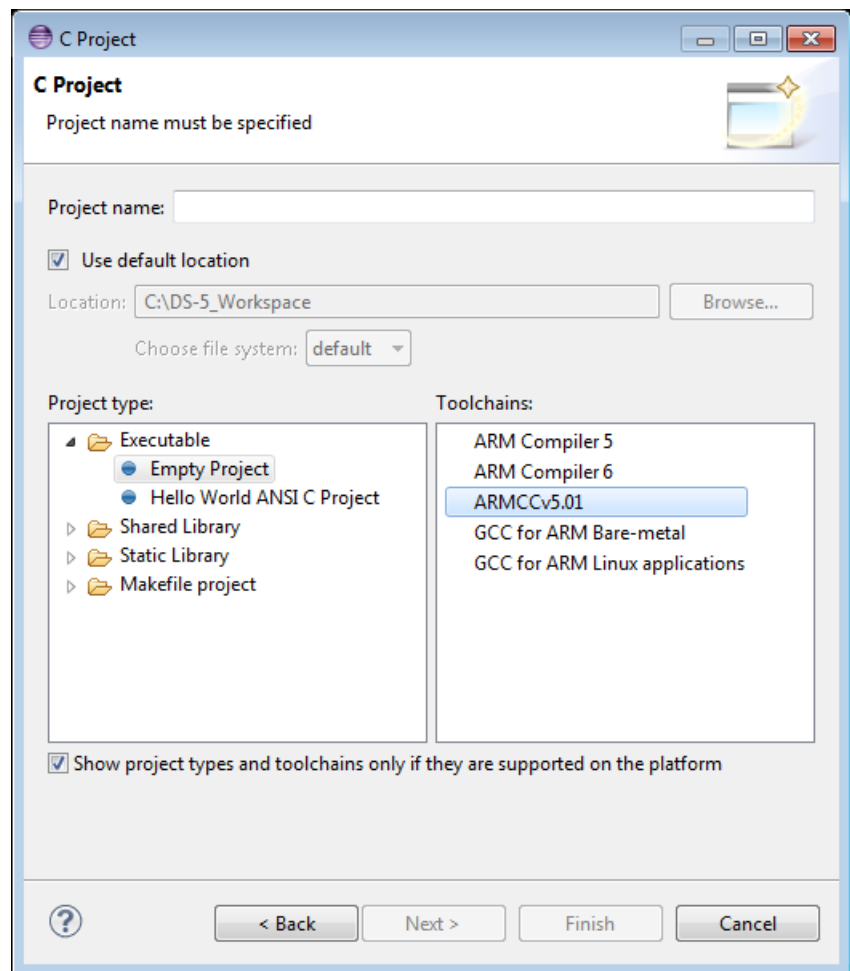 C Project
C Project
Project name must be specified
Project name:
Use default location
Location: C:\DS-5_Workspace Browse...
Choose file system: default
Project type: Toolchains:
Executable ARM Compiler 5
Empty Project ARM Compiler 6
Hello World ANSI C Project ARMCCv5.01
Shared Library GCC for ARM Bare-metal
Static Library GCC for ARM Linux applications
Makefile project
Show project types and toolchains only if they are supported on the platform
? < Back Next > Finish Cancel